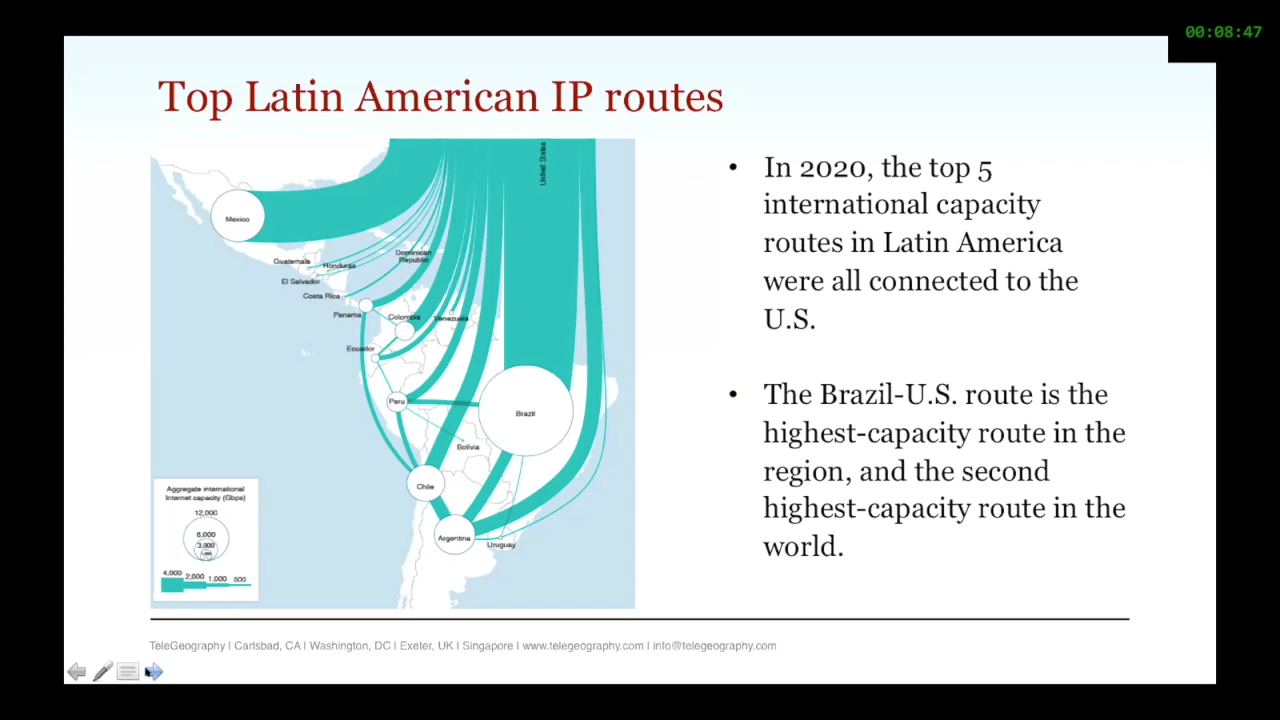 00:08:47
Top Latin American IP routes
United States
Mexico
Guatemala
Honduras
Dominican
Republic
El Salvador
Costa Rica
Panama
Colombia
Venezuela
Ecuador
Peru
Brazil
Bolivia
Chile
Argentina
Uruguay
Aggregate international
Internet capacity (Gbps)
12,000
6,000
3,000
4,000 2,000 1,000 500
• In 2020, the top 5
international capacity
routes in Latin America
were all connected to the
U.S.
• The Brazil-U.S. route is the
highest-capacity route in the
region, and the second
highest-capacity route in the
world.
TeleGeography I Carlsbad, CA I Washington, DC I Exeter, UK I Singapore I www.telegeography.com I info@telegeography.com